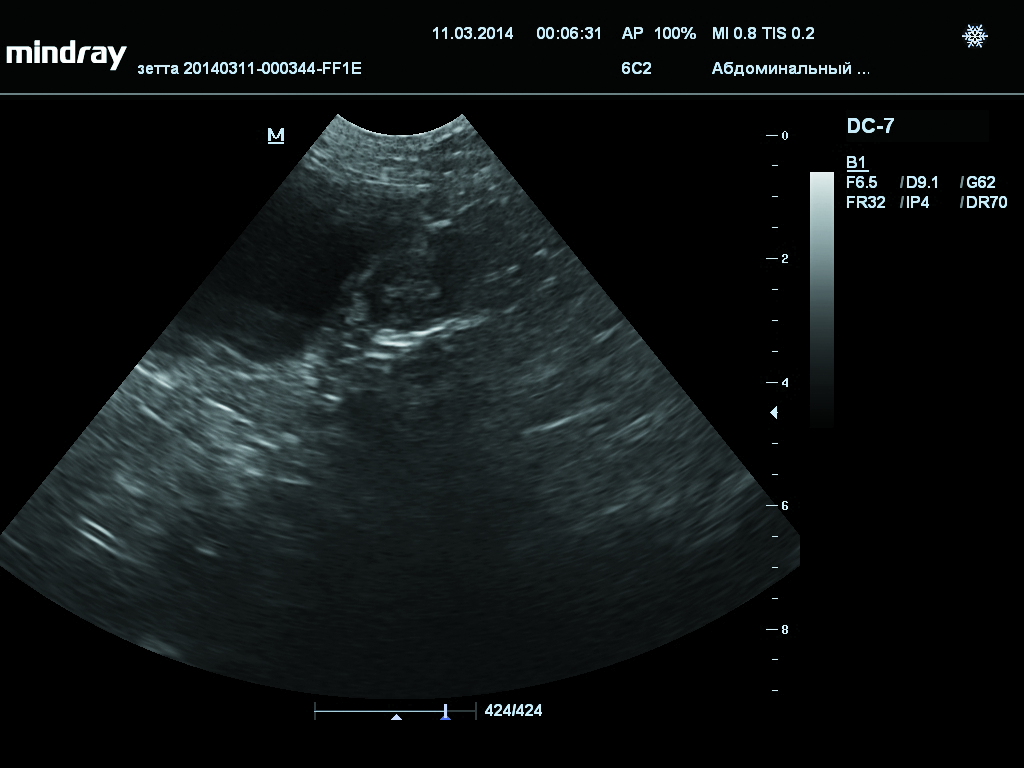 mindray
11.03.2014 00:06:31 AP 100% MI 0.8 TIS 0.2
зетта 20140311-000344-FF1E 6C2 Абдоминальный ...
M
DC-7
B1
F6.5 /D9.1 /G62
FR32 /IP4 /DR70
0
2
4
6
8
424/424